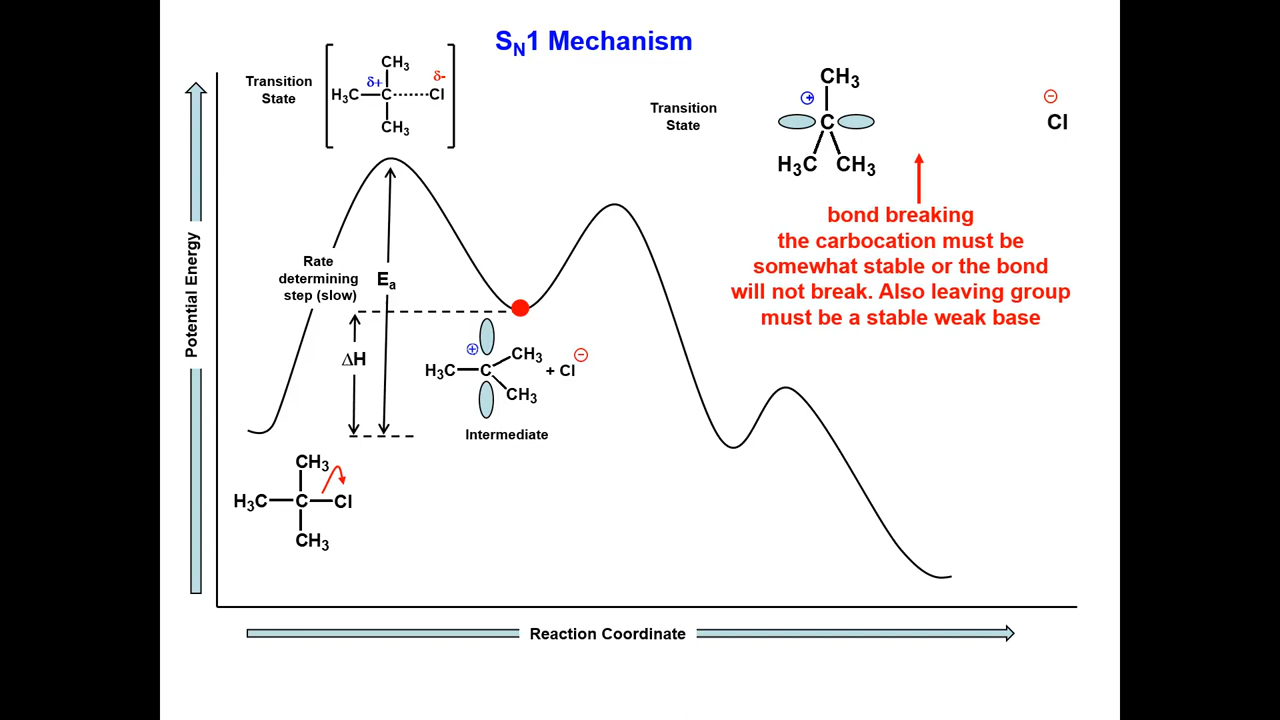 S_N1 Mechanism
Transition
State
CH₃
δ+
δ-
H₃C
C
Cl
CH₃
Transition
State
CH₃
+
C
H₃C
CH₃
−
Cl
bond breaking
the carbocation must be
somewhat stable or the bond
will not break. Also leaving group
must be a stable weak base
Potential Energy
Rate
determining
step (slow)
Eₐ
ΔH
+
CH₃
H₃C
C
CH₃
+ Cl
−
Intermediate
CH₃
H₃C
C
Cl
CH₃
Reaction Coordinate